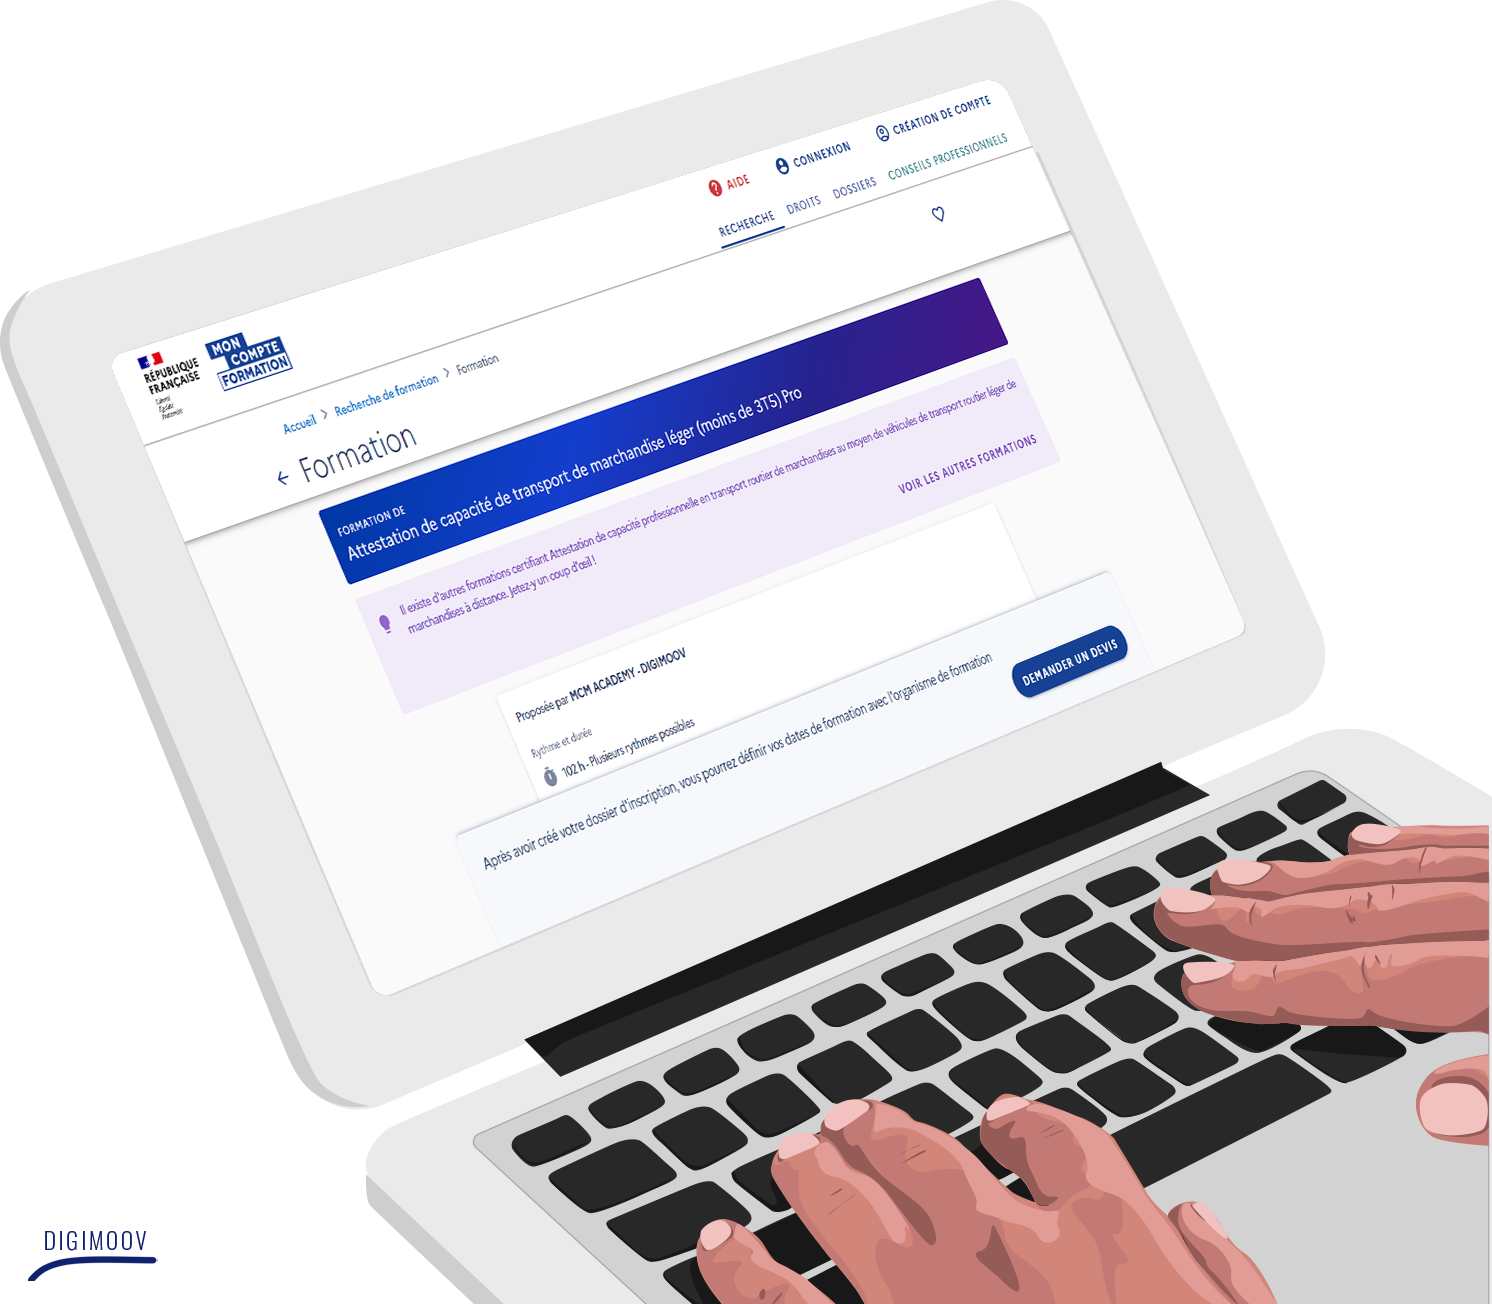 AIDE
CONNEXION
CRÉATION DE COMPTE
RECHERCHE
DROITS
DOSSIERS
CONSEILS PROFESSIONNELS
RÉPUBLIQUE
FRANÇAISE
Liberté
Égalité
Fraternité
MON
COMPTE
FORMATION
Accueil > Recherche de formation > Formation
← Formation
FORMATION DE
Attestation de capacité de transport de marchandise léger (moins de 3T5) Pro
Il existe d'autres formations certifiant Attestation de capacité professionnelle en transport routier de marchandises au moyen de véhicules de transport routier léger de
marchandises à distance. Jetez-y un coup d'œil !
VOIR LES AUTRES FORMATIONS
Proposée par MCM ACADEMY - DIGIMOOV
Rythme et durée
102 h - Plusieurs rythmes possibles
Après avoir créé votre dossier d'inscription, vous pourrez définir vos dates de formation avec l'organisme de formation
DEMANDER UN DEVIS
DIGIMOOV